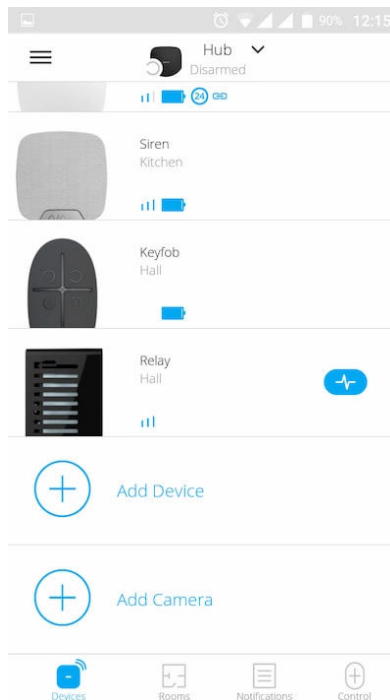 90% 12:15
Hub
Disarmed
24
Siren
Kitchen
Keyfob
Hall
Relay
Hall
Add Device
Add Camera
Devices
Rooms
Notifications
Control